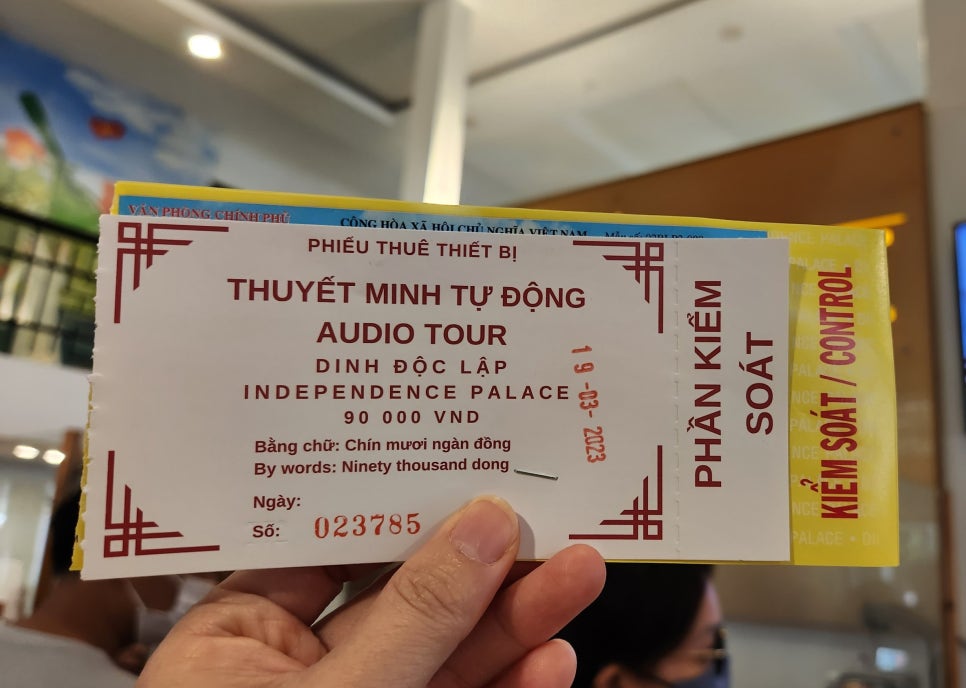 VĂN PHÒNG CHÍNH PHỦ
CỘNG HÒA XÃ HỘI CHỦ NGHĨA VIỆT NAM
PHIẾU THUÊ THIẾT BỊ
THUYẾT MINH TỰ ĐỘNG
AUDIO TOUR
DINH ĐỘC LẬP
INDEPENDENCE PALACE
90 000 VND
Bằng chữ: Chín mươi ngàn đồng
By words: Ninety thousand dong
Ngày:
Số: 023785
19-03-2023
PHẦN KIỂM
SOÁT
KIỂM SOÁT / CONTROL
PALACE